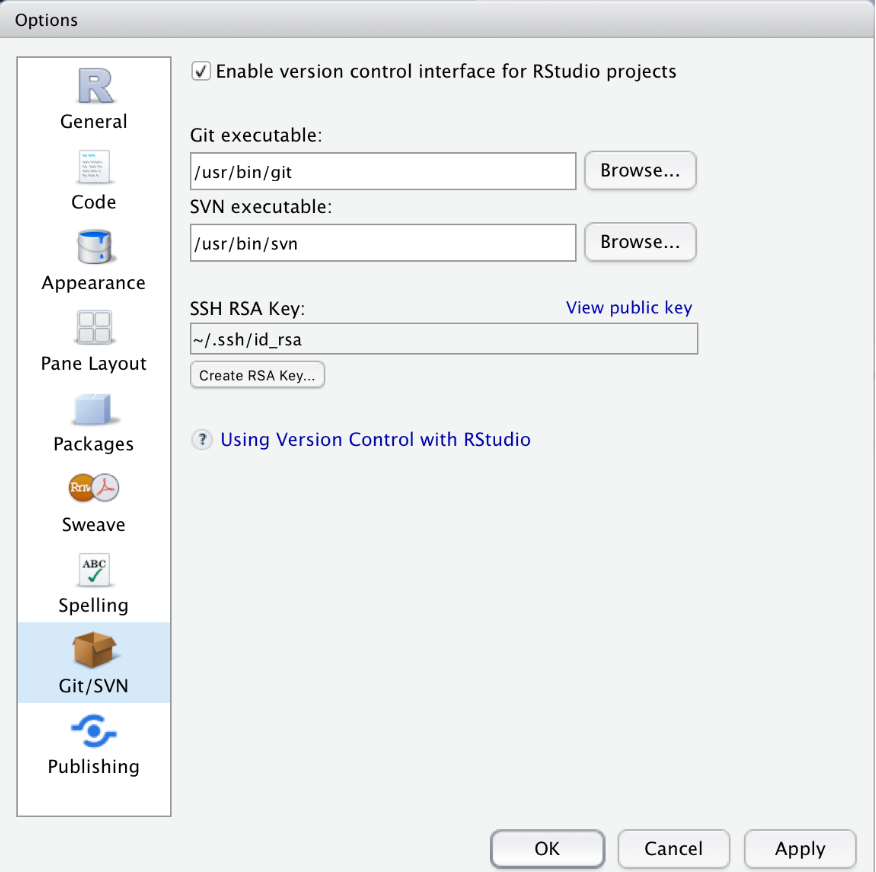 Options
General
Code
Appearance
Pane Layout
Packages
Rnw
Sweave
ABC
Spelling
Git/SVN
Publishing
Enable version control interface for RStudio projects
Git executable:
/usr/bin/git
Browse...
SVN executable:
/usr/bin/svn
Browse...
SSH RSA Key:
View public key
~/.ssh/id_rsa
Create RSA Key...
? Using Version Control with RStudio
OK
Cancel
Apply